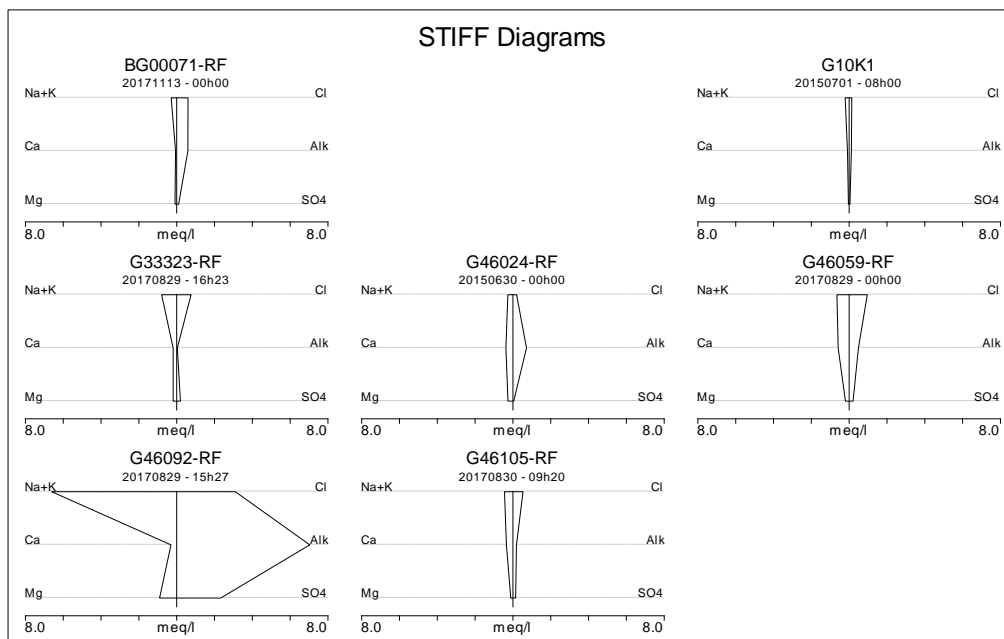 STIFF Diagrams
BG00071-RF
20171113 - 00h00
Na+K Cl
Ca Alk
Mg SO4
8.0 meq/l 8.0
G10K1
20150701 - 08h00
Na+K Cl
Ca Alk
Mg SO4
8.0 meq/l 8.0
G33323-RF
20170829 - 16h23
Na+K Cl
Ca Alk
Mg SO4
8.0 meq/l 8.0
G46024-RF
20150630 - 00h00
Na+K Cl
Ca Alk
Mg SO4
8.0 meq/l 8.0
G46059-RF
20170829 - 00h00
Na+K Cl
Ca Alk
Mg SO4
8.0 meq/l 8.0
G46092-RF
20170829 - 15h27
Na+K Cl
Ca Alk
Mg SO4
8.0 meq/l 8.0
G46105-RF
20170830 - 09h20
Na+K Cl
Ca Alk
Mg SO4
8.0 meq/l 8.0